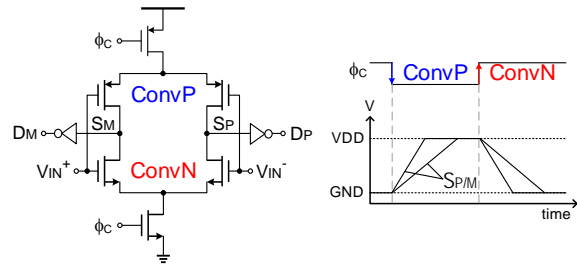 ϕC
ConvP
DM
SM
SP
DP
VIN+
ConvN
VIN-
ϕC
ϕC
ConvP
ConvN
V
VDD
SP/M
GND
time